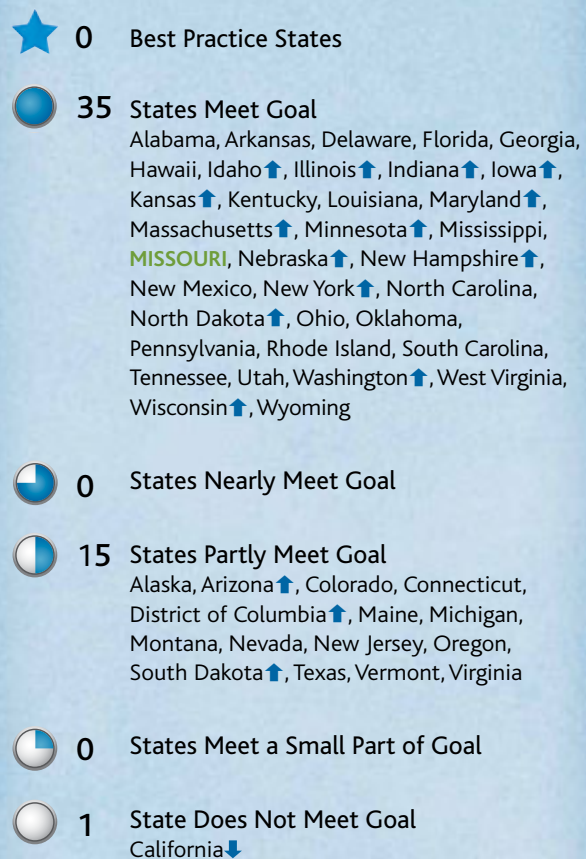 0 Best Practice States
35 States Meet Goal
Alabama, Arkansas, Delaware, Florida, Georgia,
Hawaii, Idaho⬆, Illinois⬆, Indiana⬆, Iowa⬆,
Kansas⬆, Kentucky, Louisiana, Maryland⬆,
Massachusetts⬆, Minnesota⬆, Mississippi,
MISSOURI, Nebraska⬆, New Hampshire⬆,
New Mexico, New York⬆, North Carolina,
North Dakota⬆, Ohio, Oklahoma,
Pennsylvania, Rhode Island, South Carolina,
Tennessee, Utah, Washington⬆, West Virginia,
Wisconsin⬆, Wyoming
0 States Nearly Meet Goal
15 States Partly Meet Goal
Alaska, Arizona⬆, Colorado, Connecticut,
District of Columbia⬆, Maine, Michigan,
Montana, Nevada, New Jersey, Oregon,
South Dakota⬆, Texas, Vermont, Virginia
0 States Meet a Small Part of Goal
1 State Does Not Meet Goal
California⬇